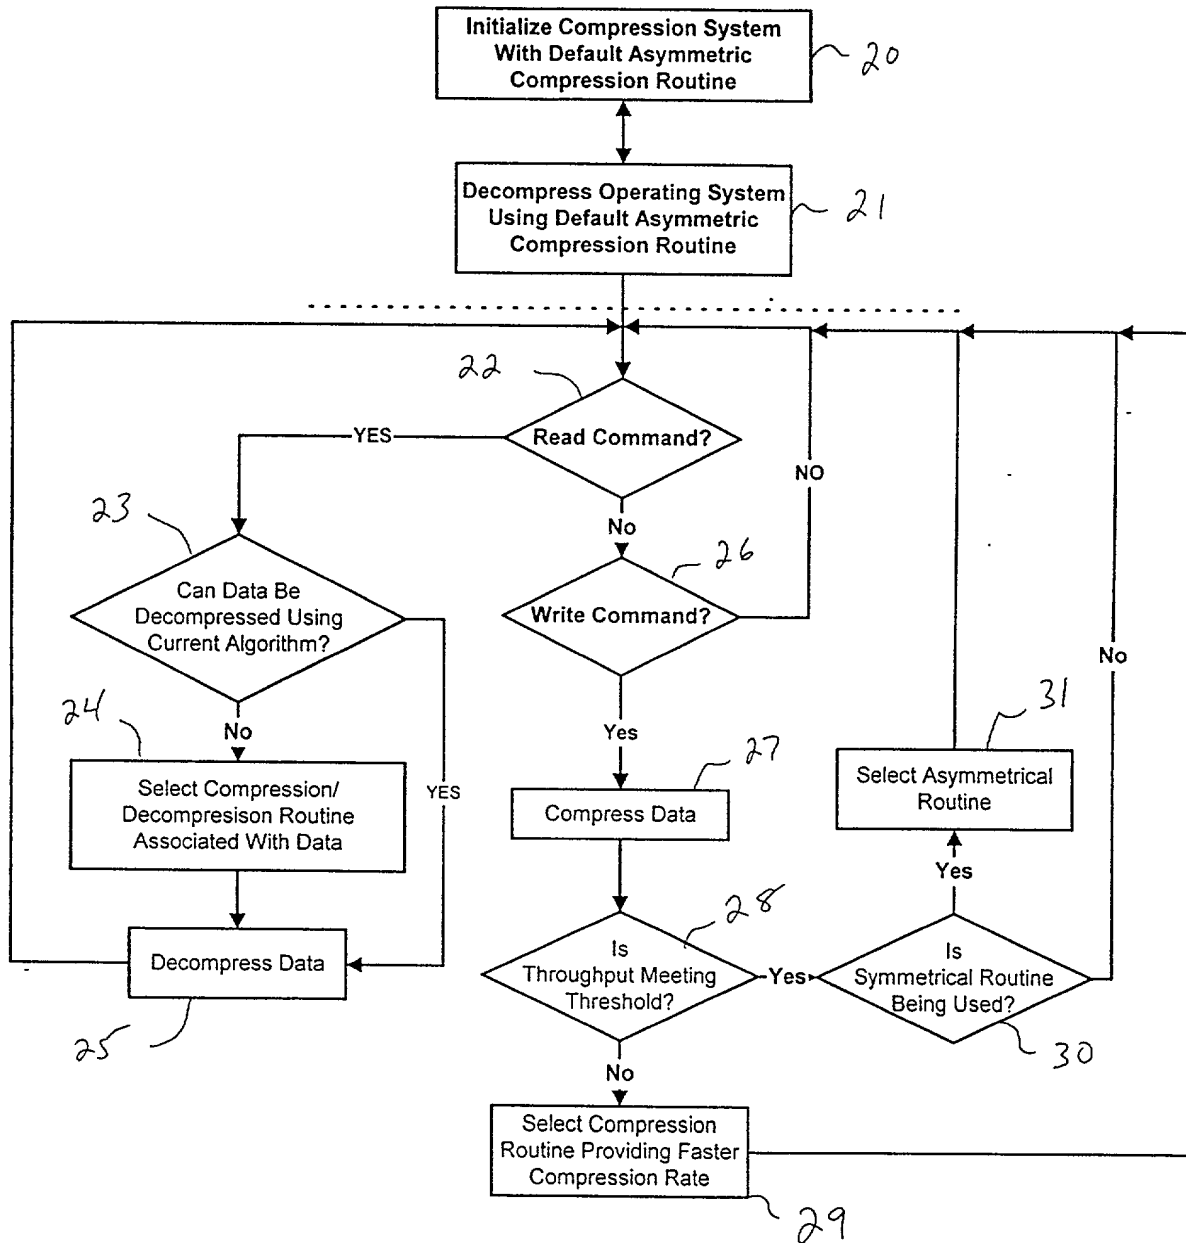 Initialize Compression System
With Default Asymmetric
Compression Routine
20
Decompress Operating System
Using Default Asymmetric
Compression Routine
21
22
Read Command?
YES
NO
No
23
Can Data Be
Decompressed Using
Current Algorithm?
26
Write Command?
No
24
No
YES
Select Compression/
Decompresison Routine
Associated With Data
Yes
27
Compress Data
31
Select Asymmetrical
Routine
Yes
25
Decompress Data
28
Is
Throughput Meeting
Threshold?
Yes
Is
Symmetrical Routine
Being Used?
30
No
Select Compression
Routine Providing Faster
Compression Rate
29